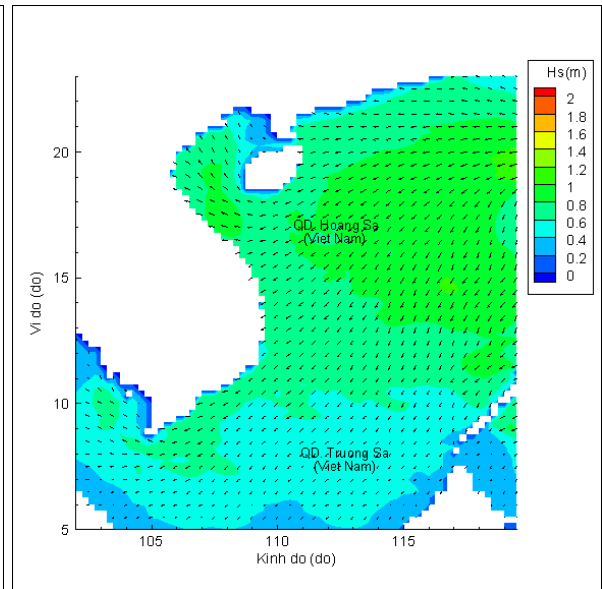 Hs(m)
2
1.8
1.6
1.4
1.2
1
0.8
0.6
0.4
0.2
0
20
15
10
5
Vi do (do)
QD. Hoang Sa
(Viet Nam)
QD. Truong Sa
(Viet Nam)
105
110
115
Kinh do (do)